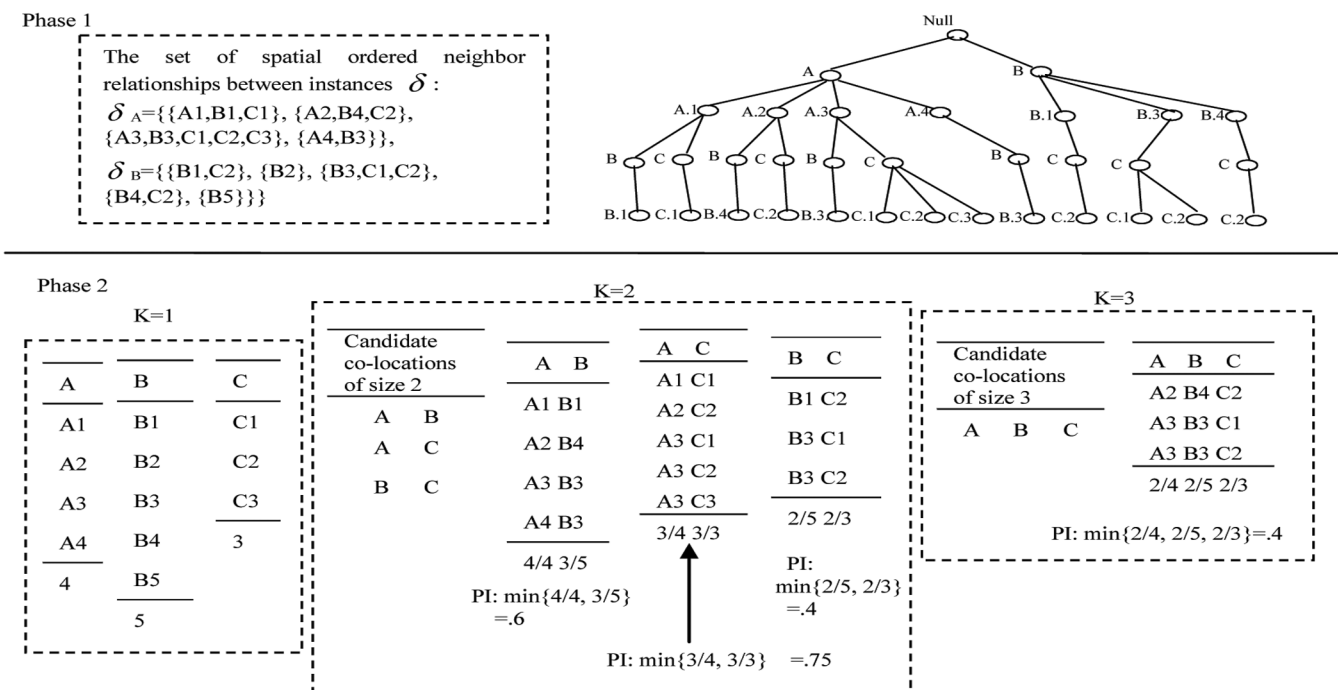 Phase 1
The set of spatial ordered neighbor
relationships between instances δ :
δ A={{A1,B1,C1}, {A2,B4,C2},
{A3,B3,C1,C2,C3}, {A4,B3}},
δ B={{B1,C2}, {B2}, {B3,C1,C2},
{B4,C2}, {B5}}}
Null
A B
A.1 A.2 A.3 A.4 B.1 B.3 B.4
B C B C B C B C C C
B.1 C.1 B.4 C.2 B.3 C.1 C.2 C.3 B.3 C.2 C.1 C.2 C.2
Phase 2
K=1
A
A1
A2
A3
A4
4
B
B1
B2
B3
B4
B5
5
C
C1
C2
C3
3
K=2
Candidate
co-locations
of size 2
A B
A C
B C
A B
A1 B1
A2 B4
A3 B3
A4 B3
4/4 3/5
PI: min{4/4, 3/5}
=.6
A C
A1 C1
A2 C2
A3 C1
A3 C2
A3 C3
3/4 3/3
PI: min{3/4, 3/3} =.75
B C
B1 C2
B3 C1
B3 C2
2/5 2/3
PI:
min{2/5, 2/3}
=.4
K=3
Candidate
co-locations
of size 3
A B C
A B C
A2 B4 C2
A3 B3 C1
A3 B3 C2
2/4 2/5 2/3
PI: min{2/4, 2/5, 2/3}=.4